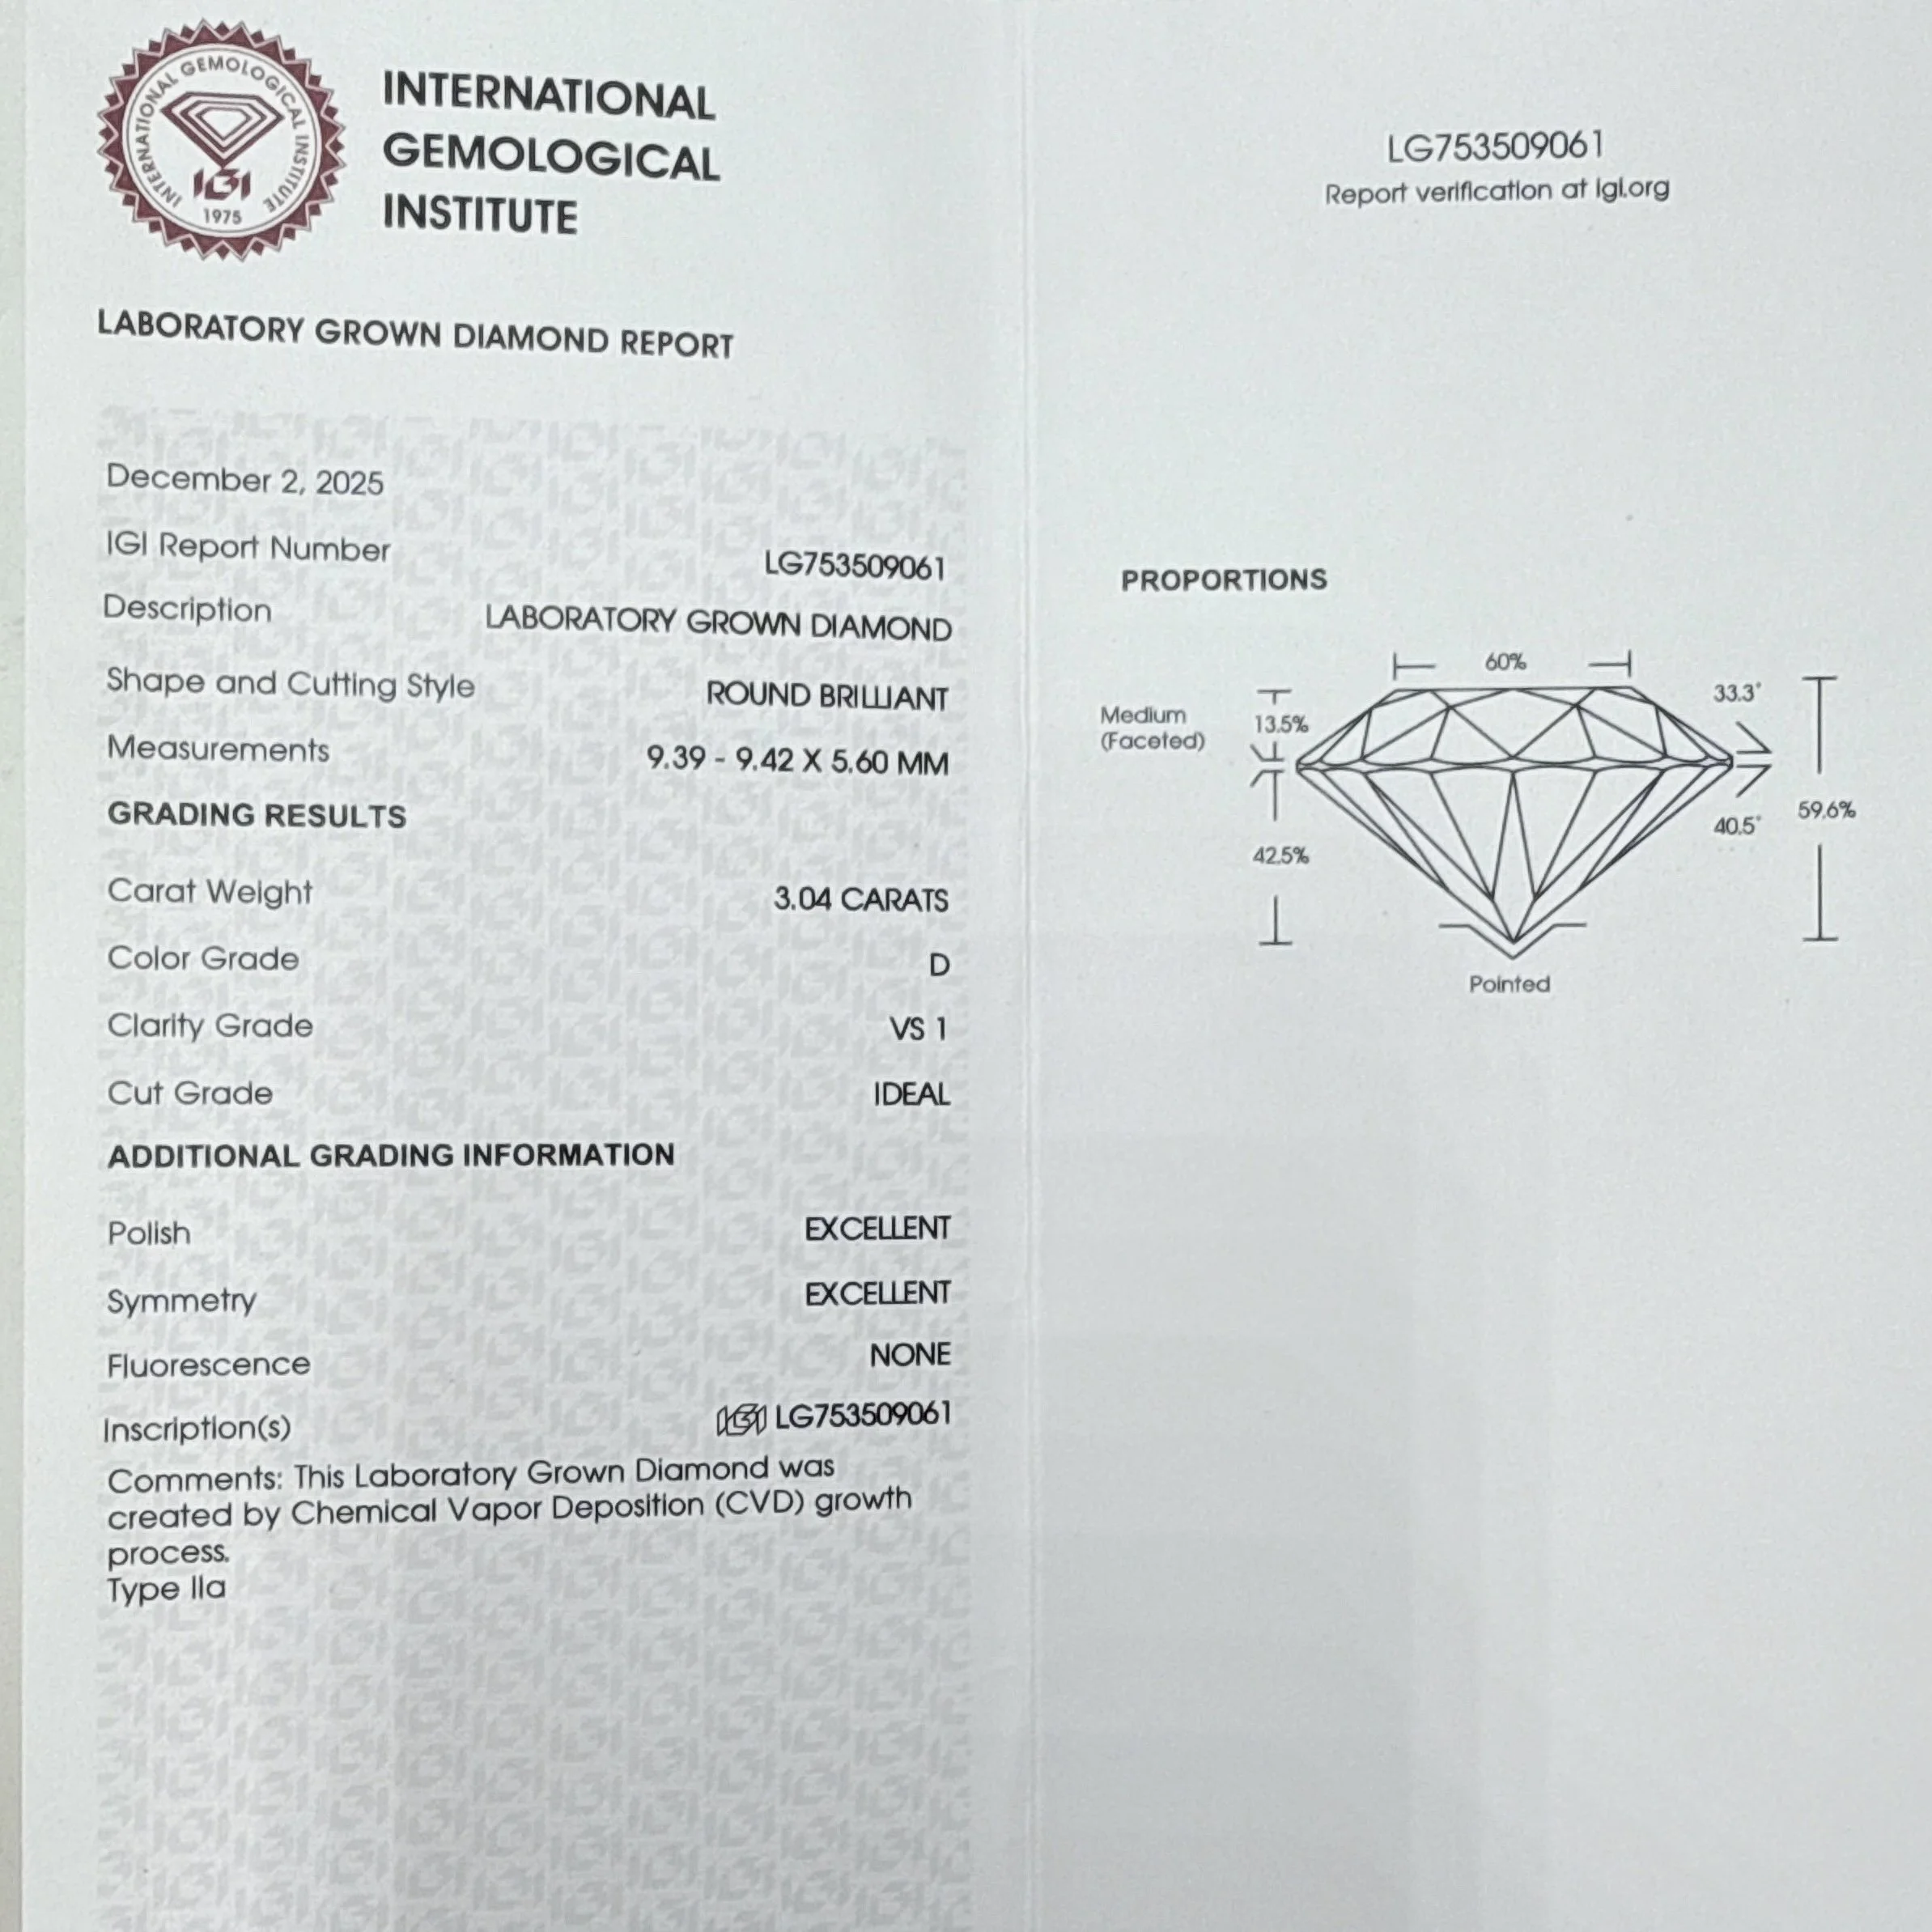 INTERNATIONAL GEMOLOGICAL INSTITUTE
IGI
1975
INTERNATIONAL
GEMOLOGICAL
INSTITUTE
LABORATORY GROWN DIAMOND REPORT
December 2, 2025
IGI Report Number LG753509061
Description LABORATORY GROWN DIAMOND
Shape and Cutting Style ROUND BRILLIANT
Measurements 9.39 - 9.42 X 5.60 MM
GRADING RESULTS
Carat Weight 3.04 CARATS
Color Grade D
Clarity Grade VS 1
Cut Grade IDEAL
ADDITIONAL GRADING INFORMATION
Polish EXCELLENT
Symmetry EXCELLENT
Fluorescence NONE
Inscription(s) IGI LG753509061
Comments: This Laboratory Grown Diamond was
created by Chemical Vapor Deposition (CVD) growth
process.
Type IIa
LG753509061
Report verification at igi.org
PROPORTIONS
60%
33.3°
Medium
(Faceted)
13.5%
59.6%
40.5°
42.5%
Pointed